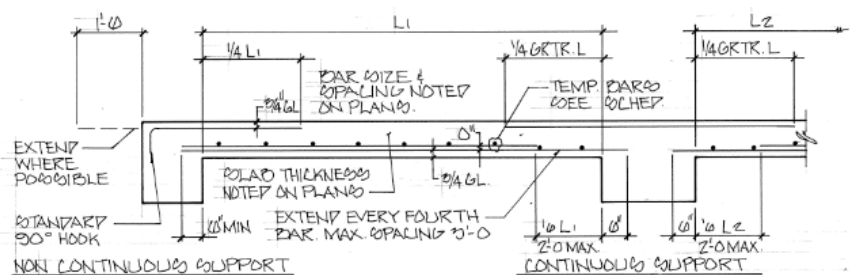 1'-0
L1
L2
1/4 L1
1/4 GRTR. L
1/4 GRTR. L
BAR SIZE &
SPACING NOTED
ON PLANS.
3/4" CL
TEMP. BARS
SEE SCHED.
EXTEND
WHERE
POSSIBLE
0"
SLAB THICKNESS
NOTED ON PLANS
3/4 CL
STANDARD
90° HOOK
6" MIN
EXTEND EVERY FOURTH
BAR. MAX. SPACING 3'-0
1/6 L1
2'-0 MAX.
6"
6"
1/6 L2
2'-0 MAX.
NON CONTINUOUS SUPPORT
CONTINUOUS SUPPORT